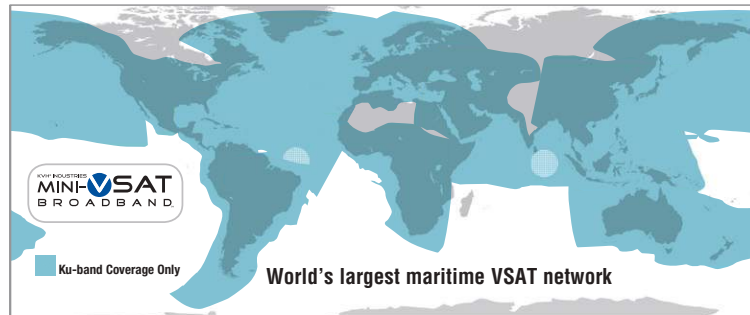 KVH® INDUSTRIES
MINI-VSAT
BROADBAND
Ku-band Coverage Only
World's largest maritime VSAT network